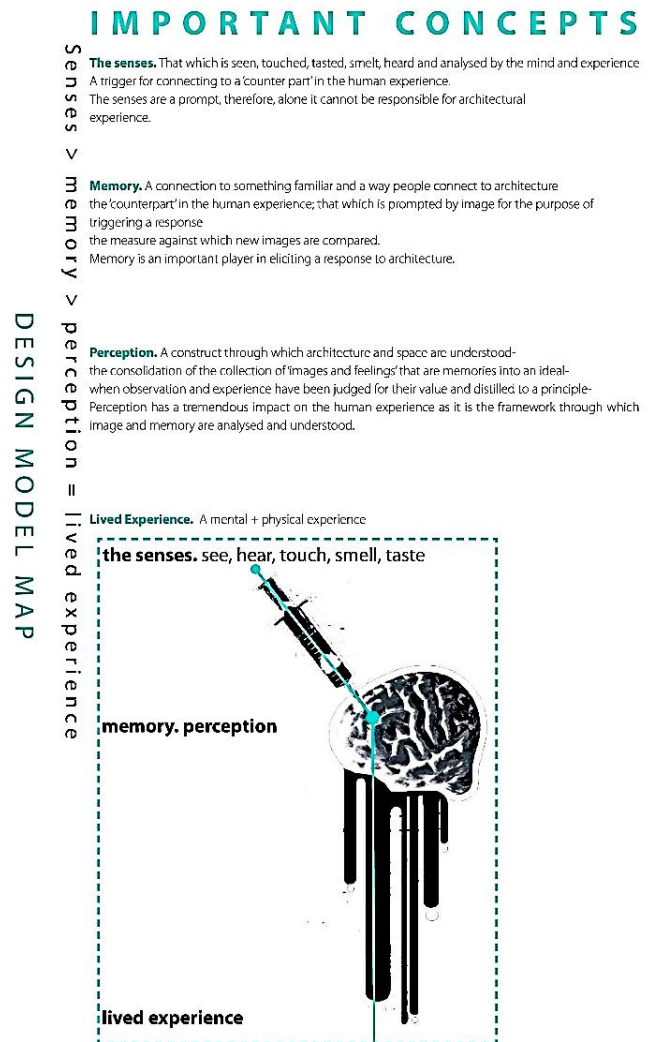 IMPORTANT CONCEPTS
DESIGN MODEL MAP
Senses > memory > perception = lived experience
The senses. That which is seen, touched, tasted, smelt, heard and analysed by the mind and experience
A trigger for connecting to a 'counter part' in the human experience.
The senses are a prompt, therefore, alone it cannot be responsible for architectural
experience.
Memory. A connection to something familiar and a way people connect to architecture
the 'counterpart' in the human experience; that which is prompted by image for the purpose of
triggering a response
the measure against which new images are compared.
Memory is an important player in eliciting a response to architecture.
Perception. A construct through which architecture and space are understood-
the consolidation of the collection of 'images and feelings' that are memories into an ideal-
when observation and experience have been judged for their value and distilled to a principle-
Perception has a tremendous impact on the human experience as it is the framework through which
image and memory are analysed and understood.
Lived Experience. A mental + physical experience
the senses. see, hear, touch, smell, taste
memory. perception
lived experience